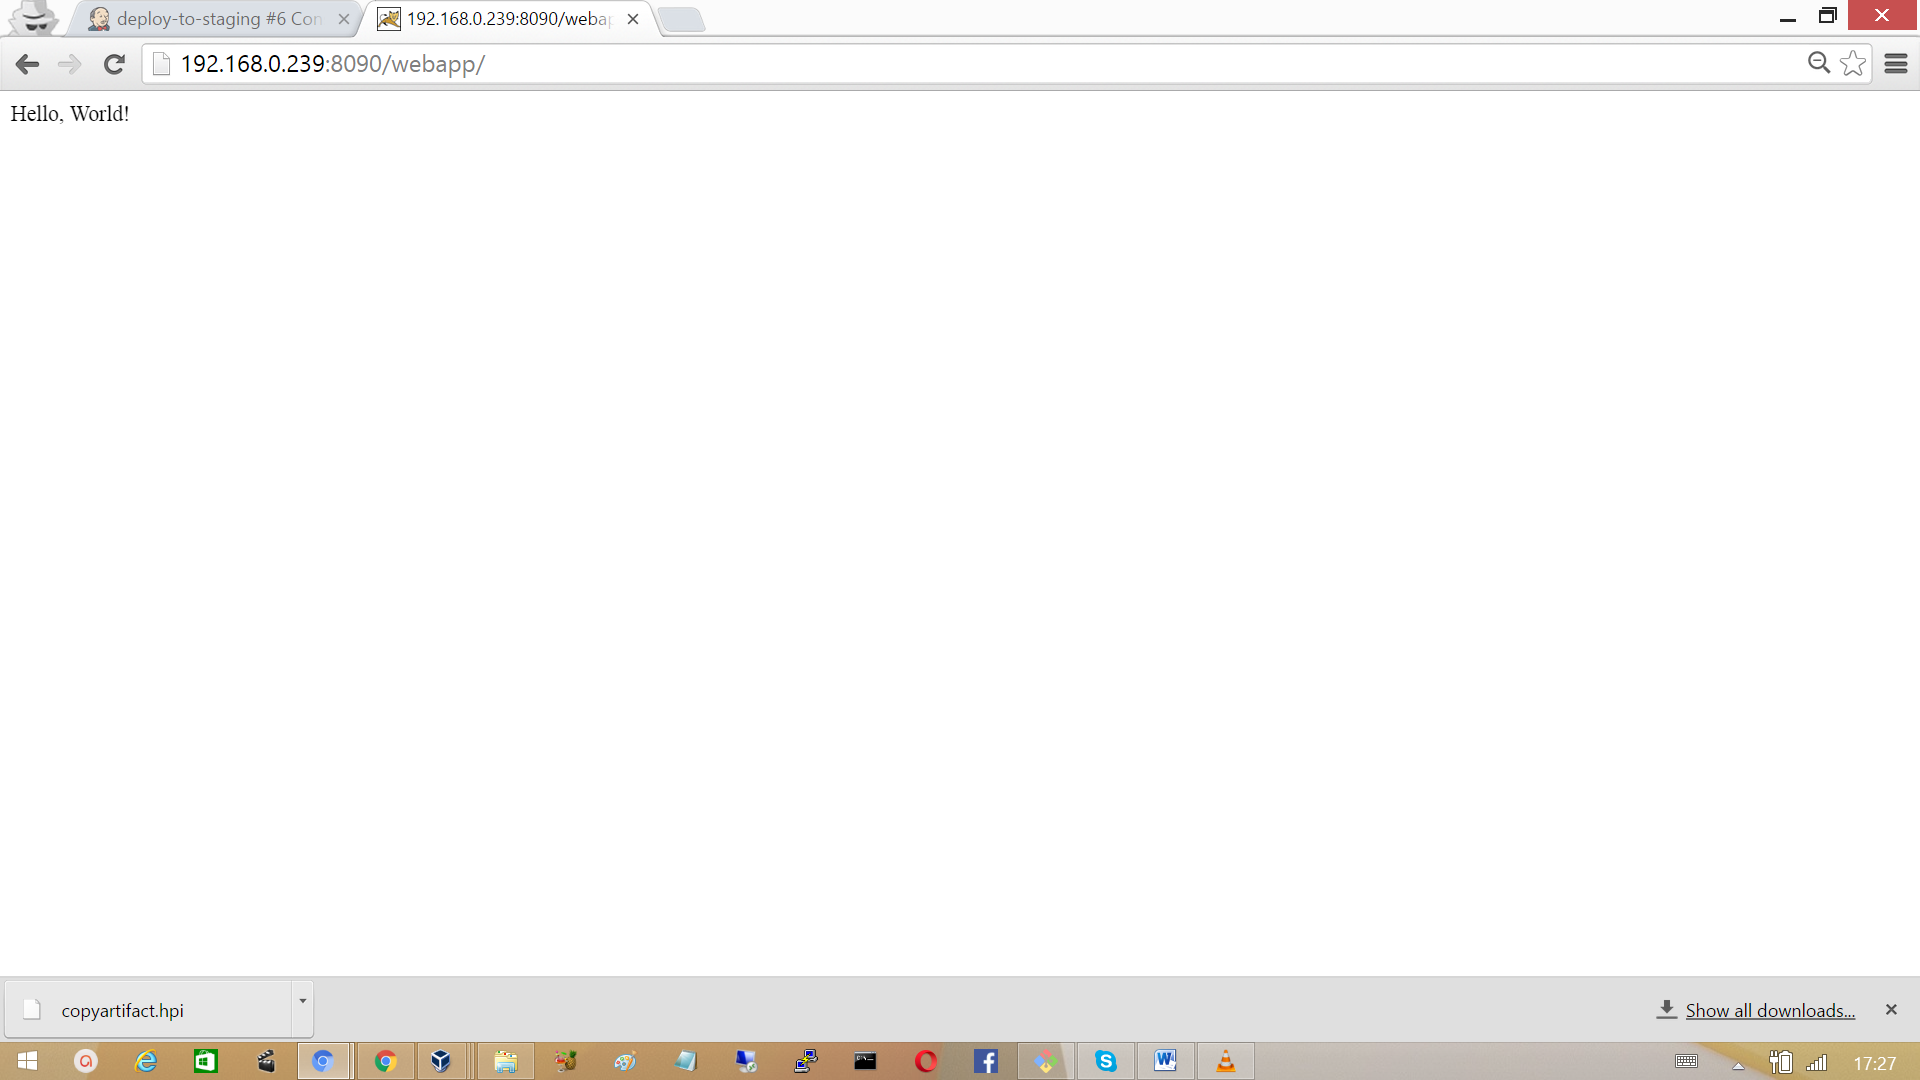 deploy-to-staging #6 Con
192.168.0.239:8090/webap
192.168.0.239:8090/webapp/
Hello, World!
copyartifact.hpi
Show all downloads...
17:27